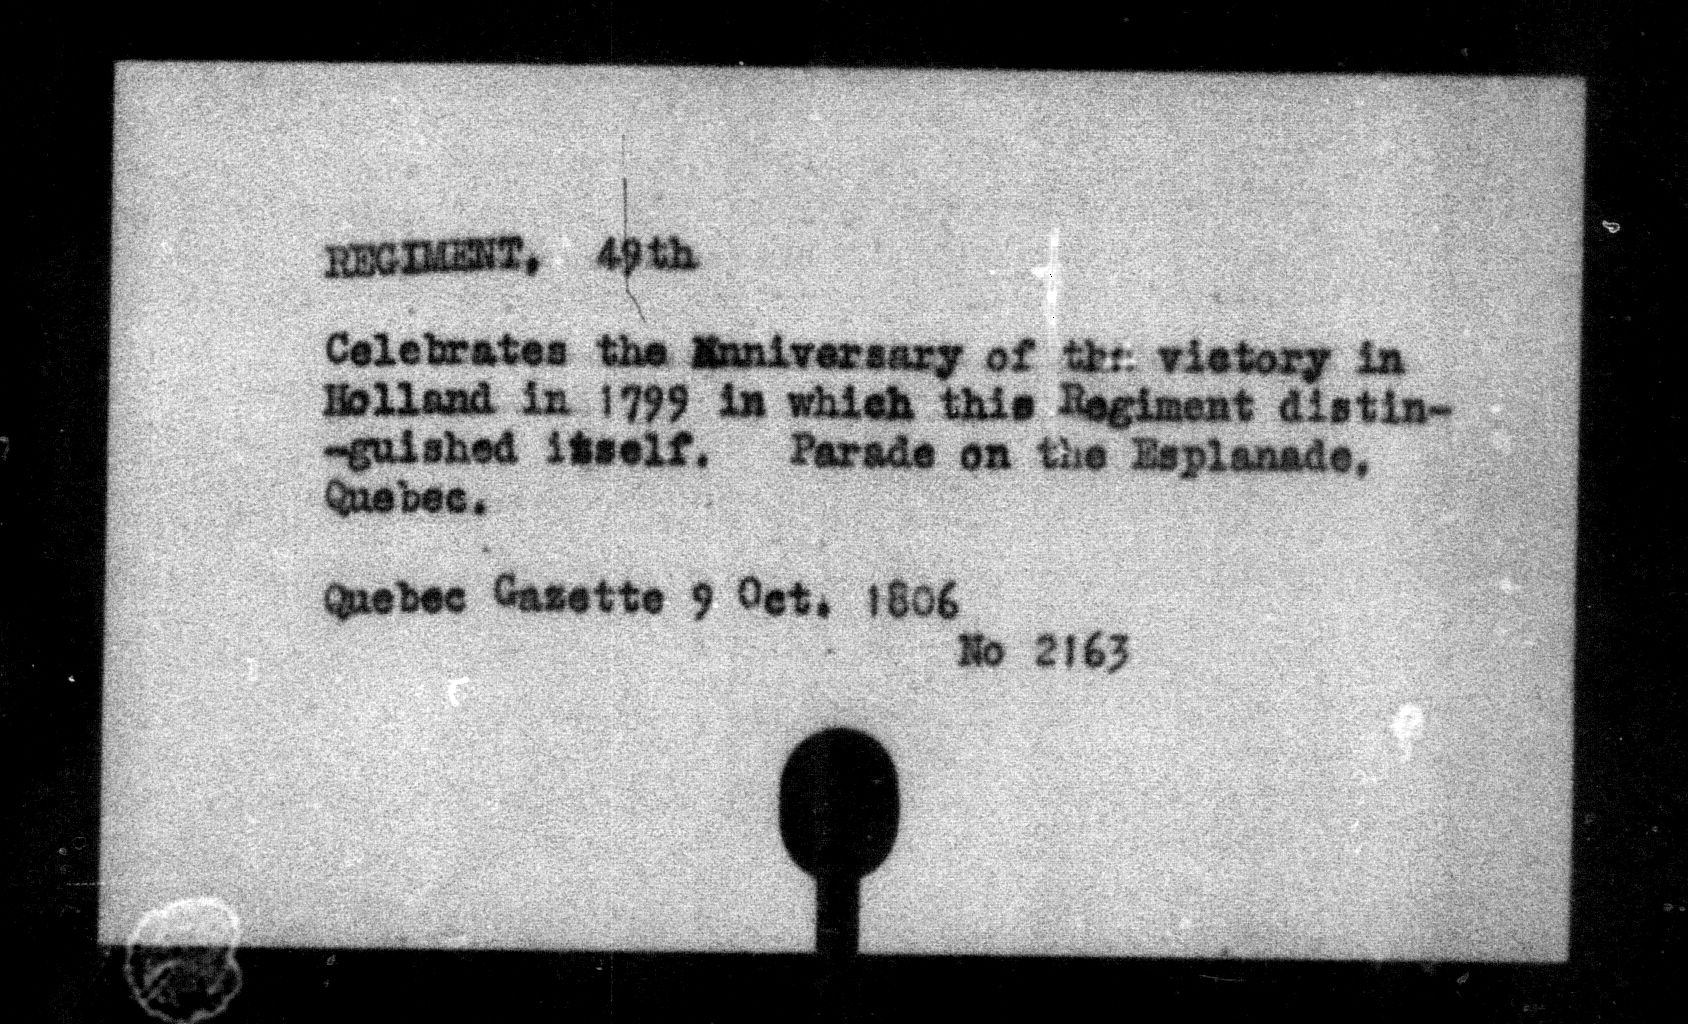 REGIMENT, 49th
Celebrates the Anniversary of the victory in
Holland in 1799 in which this Regiment distin-
-guished itself. Parade on the Esplanade,
Quebec.
Quebec Gazette 9 Oct. 1806
No 2163